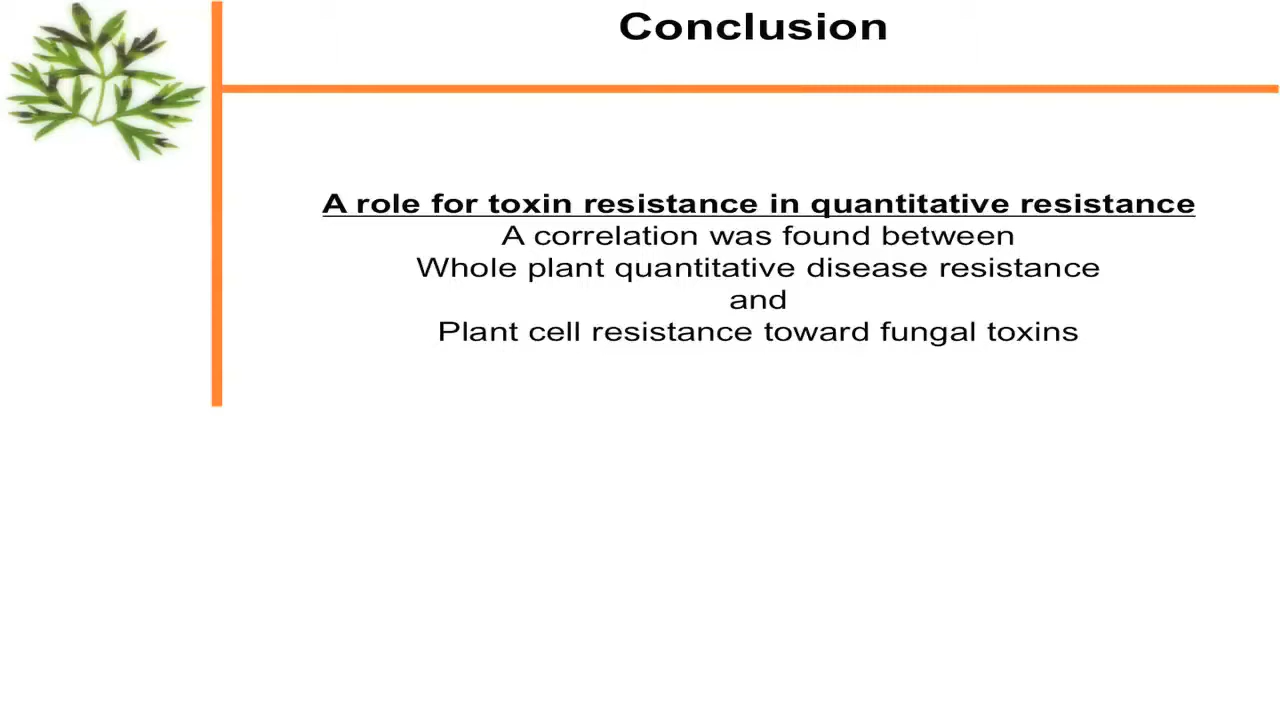 Conclusion
A role for toxin resistance in quantitative resistance
A correlation was found between
Whole plant quantitative disease resistance
and
Plant cell resistance toward fungal toxins